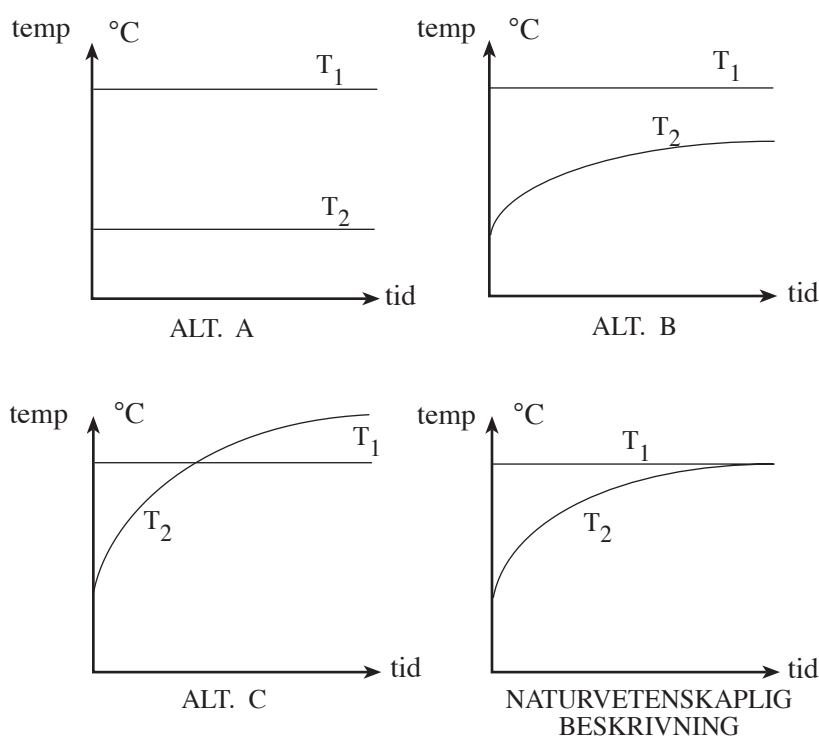 temp °C
T1
T2
tid
ALT. A
temp °C
T1
T2
tid
ALT. B
temp °C
T1
T2
tid
ALT. C
temp °C
T1
T2
tid
NATURVETENSKAPLIG
BESKRIVNING